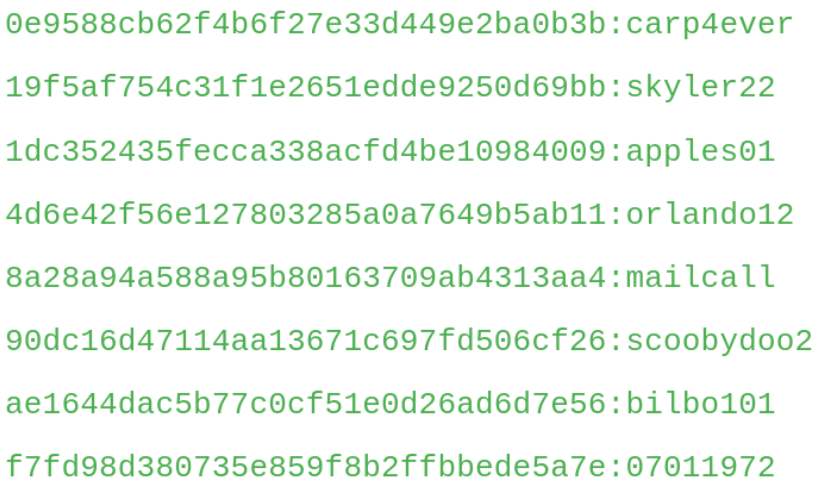 0e9588cb62f4b6f27e33d449e2ba0b3b:carp4ever
19f5af754c31f1e2651edde9250d69bb:skyler22
1dc352435fecca338acfd4be10984009:apples01
4d6e42f56e127803285a0a7649b5ab11:orlando12
8a28a94a588a95b80163709ab4313aa4:mailcall
90dc16d47114aa13671c697fd506cf26:scoobydoo2
ae1644dac5b77c0cf51e0d26ad6d7e56:bilbo101
f7fd98d380735e859f8b2ffbbede5a7e:07011972